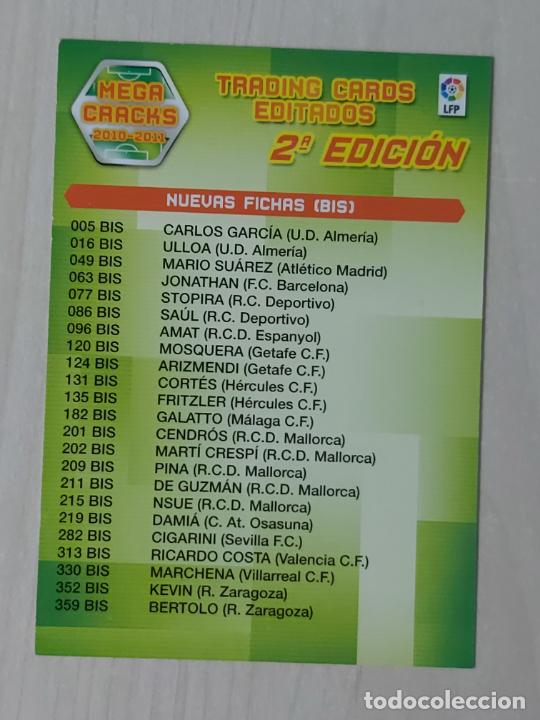 MEGA
CRACKS
2010-2011
TRADING CARDS
EDITADOS
2ª EDICIÓN
LFP
NUEVAS FICHAS (BIS)
005 BIS CARLOS GARCÍA (U.D. Almería)
016 BIS ULLOA (U.D. Almería)
049 BIS MARIO SUÁREZ (Atlético Madrid)
063 BIS JONATHAN (F.C. Barcelona)
077 BIS STOPIRA (R.C. Deportivo)
086 BIS SAÚL (R.C. Deportivo)
096 BIS AMAT (R.C.D. Espanyol)
120 BIS MOSQUERA (Getafe C.F.)
124 BIS ARIZMENDI (Getafe C.F.)
131 BIS CORTÉS (Hércules C.F.)
135 BIS FRITZLER (Hércules C.F.)
182 BIS GALATTO (Málaga C.F.)
201 BIS CENDRÓS (R.C.D. Mallorca)
202 BIS MARTÍ CRESPÍ (R.C.D. Mallorca)
209 BIS PINA (R.C.D. Mallorca)
211 BIS DE GUZMÁN (R.C.D. Mallorca)
215 BIS NSUE (R.C.D. Mallorca)
219 BIS DAMIÁ (C. At. Osasuna)
282 BIS CIGARINI (Sevilla F.C.)
313 BIS RICARDO COSTA (Valencia C.F.)
330 BIS MARCHENA (Villarreal C.F.)
352 BIS KEVIN (R. Zaragoza)
359 BIS BERTOLO (R. Zaragoza)
todocoleccion.net